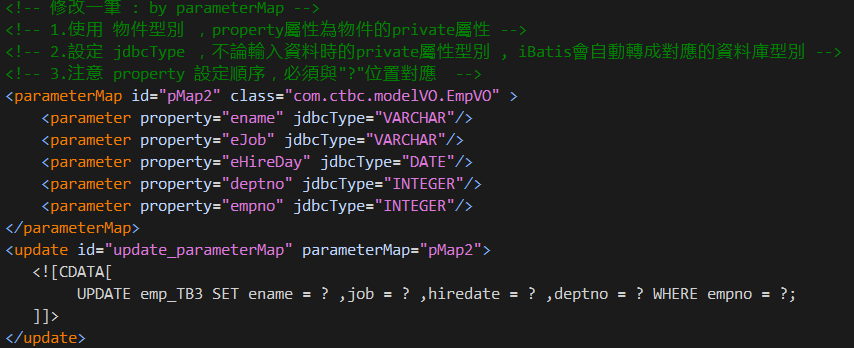 <!-- 修改一筆 : by parameterMap -->
<!-- 1.使用 物件型別 ，property屬性為物件的private屬性 -->
<!-- 2.設定 jdbcType ，不論輸入資料時的private屬性型別 , iBatis會自動轉成對應的資料庫型別 -->
<!-- 3.注意 property 設定順序，必須與"?"位置對應  -->
<parameterMap id="pMap2" class="com.ctbc.modelVO.EmpVO" >
    <parameter property="ename" jdbcType="VARCHAR"/>
    <parameter property="eJob" jdbcType="VARCHAR"/>
    <parameter property="eHireDay" jdbcType="DATE"/>
    <parameter property="deptno" jdbcType="INTEGER"/>
    <parameter property="empno" jdbcType="INTEGER"/>
</parameterMap>
<update id="update_parameterMap" parameterMap="pMap2">
   <![CDATA[
        UPDATE emp_TB3 SET ename = ? ,job = ? ,hiredate = ? ,deptno = ? WHERE empno = ?;
   ]]>
</update>